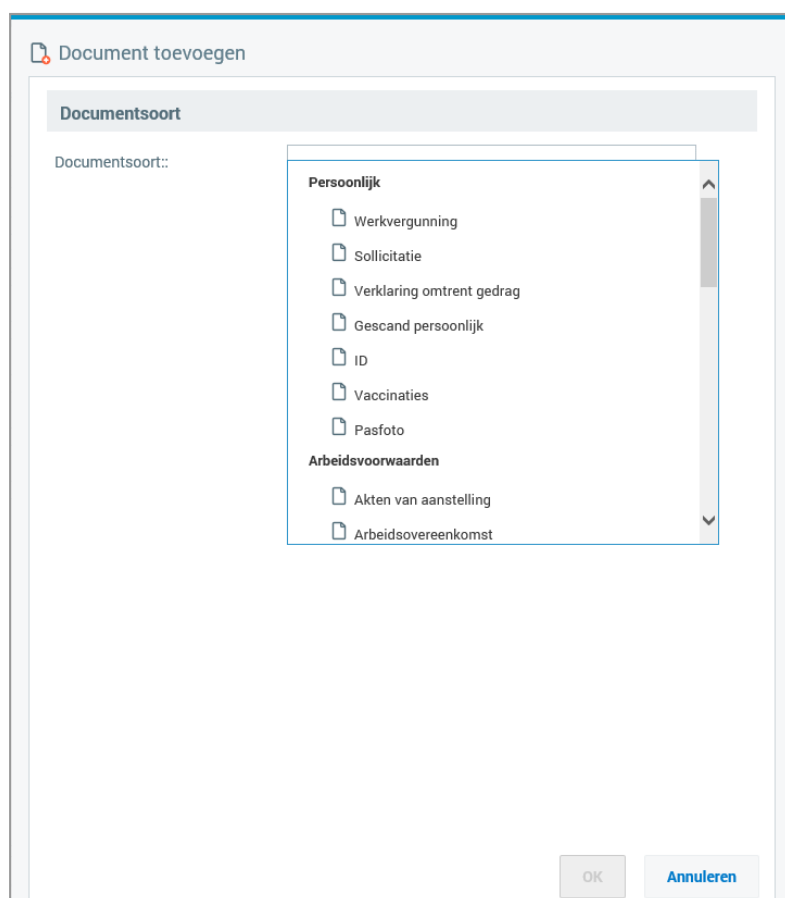 Document toevoegen
Documentsoort
Documentsoort::
Persoonlijk
Werkvergunning
Sollicitatie
Verklaring omtrent gedrag
Gescand persoonlijk
ID
Vaccinaties
Pasfoto
Arbeidsvoorwaarden
Akten van aanstelling
Arbeidsovereenkomst
OK
Annuleren